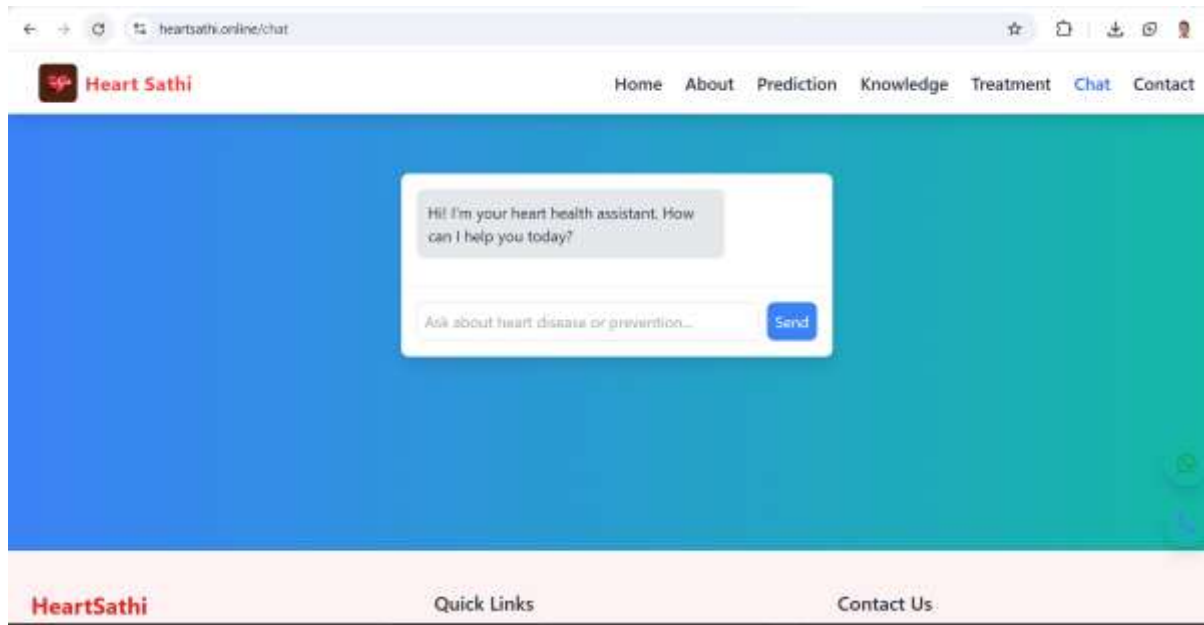 heartsathi.online/chat
Heart Sathi
Home About Prediction Knowledge Treatment Chat Contact
Hi! I'm your heart health assistant. How
can I help you today?
Ask about heart disease or prevention...
Send
HeartSathi
Quick Links
Contact Us